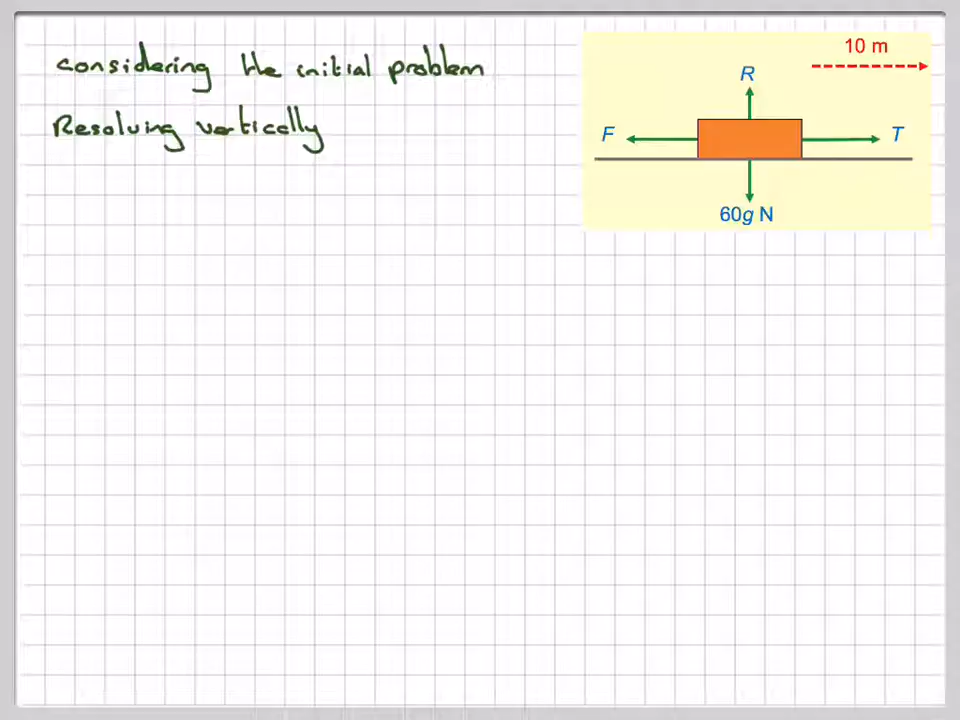 considering the initial problem
Resolving vertically
10 m
R
F
T
60g N